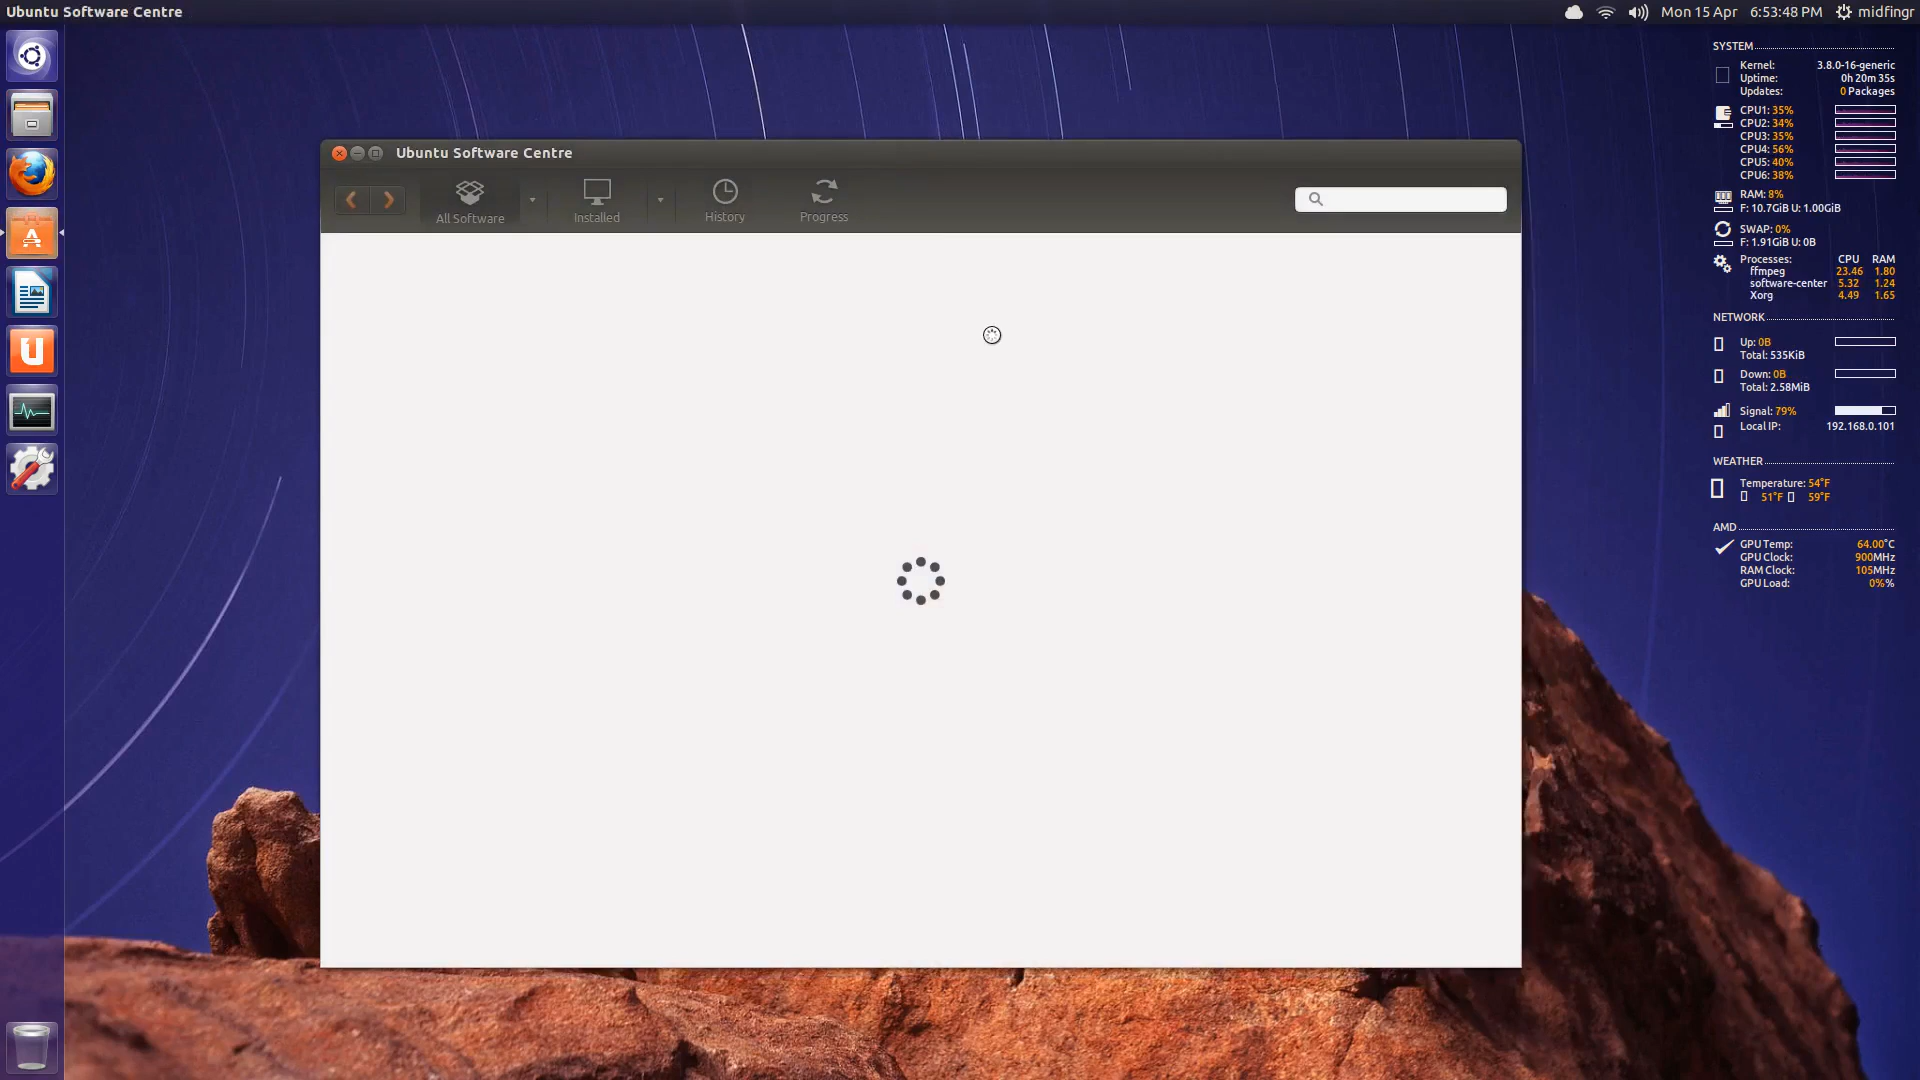 Ubuntu Software Centre
Mon 15 Apr 6:53:48 PM midfingr
Ubuntu Software Centre
All Software
Installed
History
Progress
SYSTEM
Kernel: 3.8.0-16-generic
Uptime: 0h 20m 35s
Updates: 0 Packages
CPU1: 35%
CPU2: 34%
CPU3: 35%
CPU4: 56%
CPU5: 40%
CPU6: 38%
RAM: 8%
F: 10.7GiB U: 1.00GiB
SWAP: 0%
F: 1.91GiB U: 0B
Processes: CPU RAM
ffmpeg 23.46 1.80
software-center 5.32 1.24
Xorg 4.49 1.65
NETWORK
Up: 0B
Total: 535KiB
Down: 0B
Total: 2.58MiB
Signal: 79%
Local IP: 192.168.0.101
WEATHER
Temperature: 54°F
51°F 59°F
AMD
GPU Temp: 64.00°C
GPU Clock: 900MHz
RAM Clock: 105MHz
GPU Load: 0%%